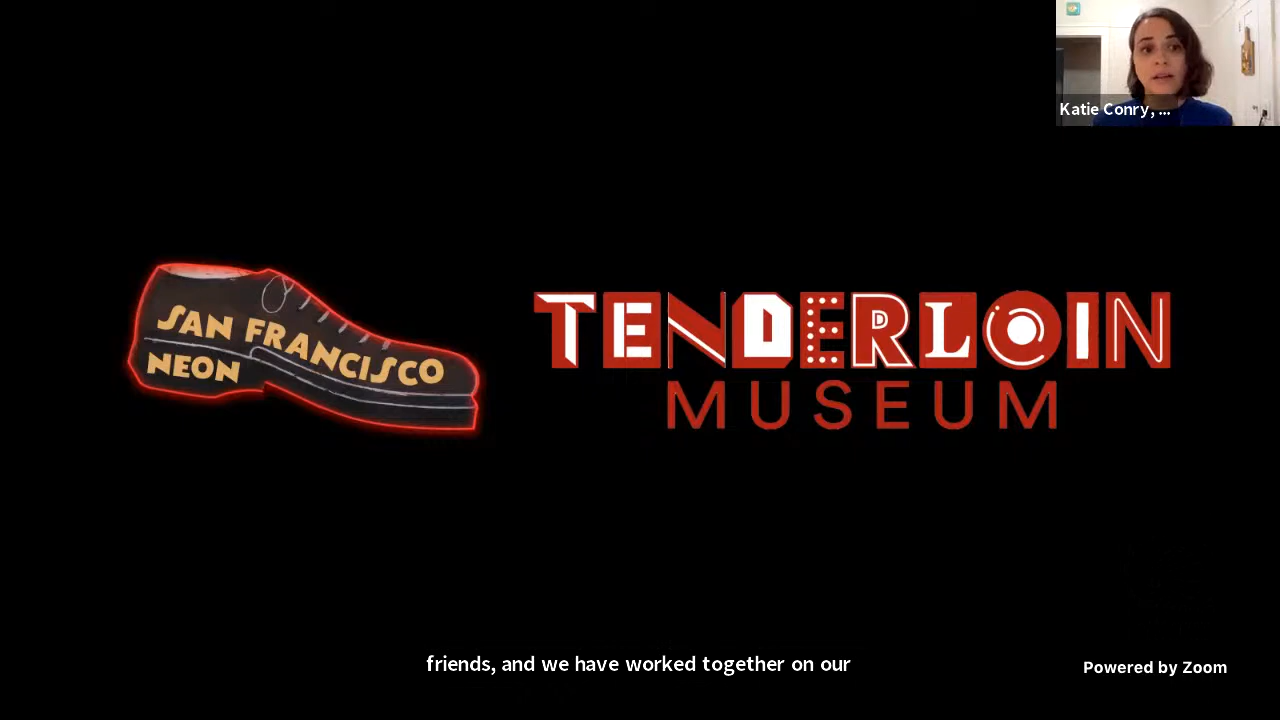 Katie Conry, ...
SAN FRANCISCO
NEON
TENDERLOIN
MUSEUM
friends, and we have worked together on our
Powered by Zoom